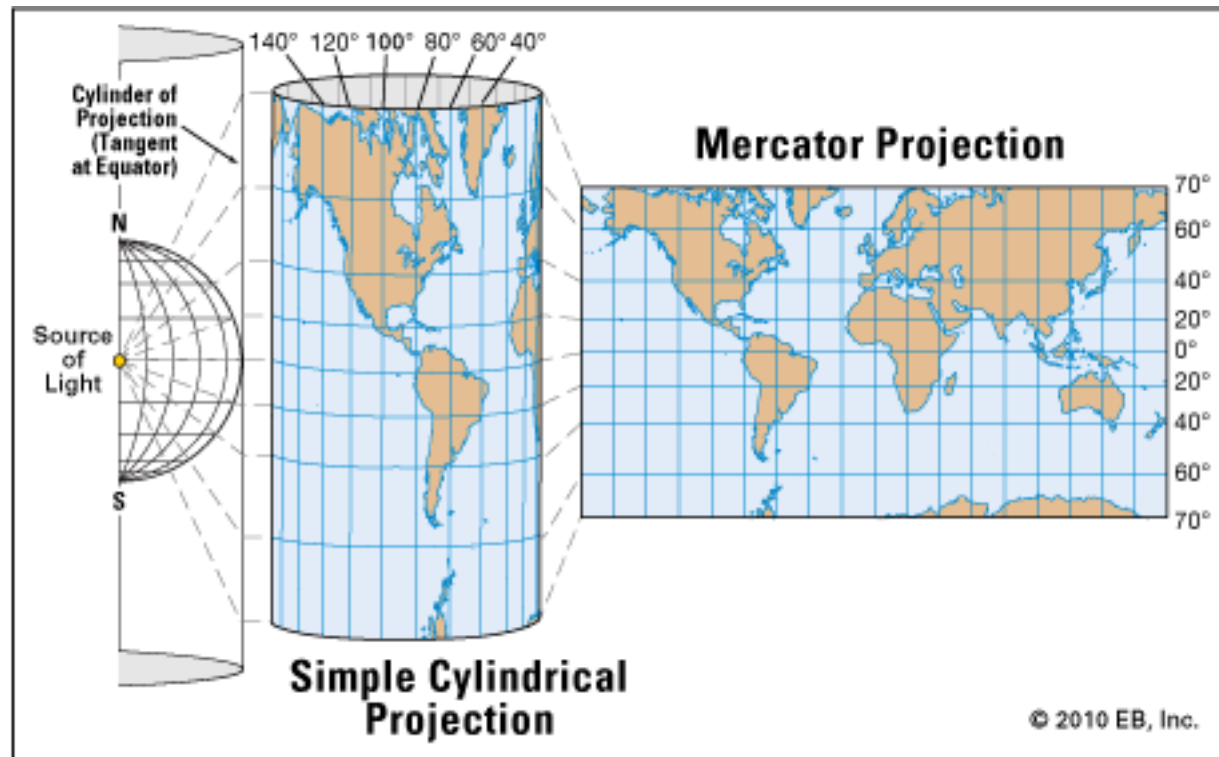 140° 120° 100° 80° 60° 40°
Cylinder of
Projection
(Tangent
at Equator)
N
Source
of
Light
S
Simple Cylindrical
Projection
Mercator Projection
70°
60°
40°
20°
0°
20°
40°
60°
70°
© 2010 EB, Inc.